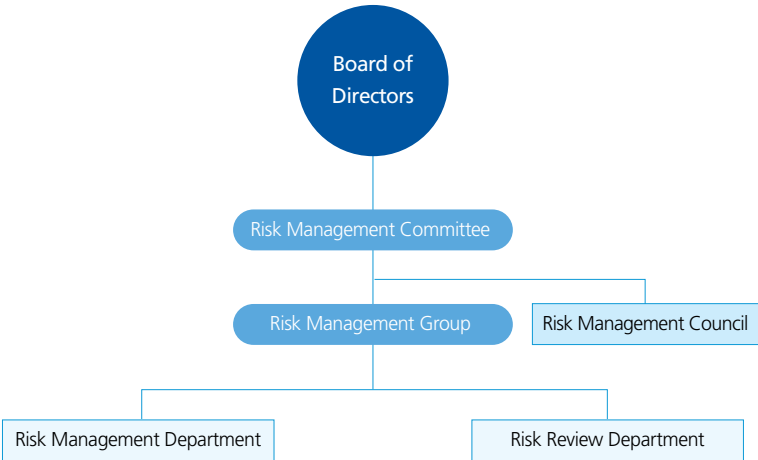 Board of
Directors
Risk Management Committee
Risk Management Group
Risk Management Council
Risk Management Department
Risk Review Department